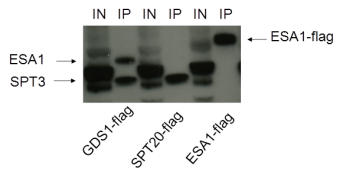 IN IP IN IP IN IP
ESA1-flag
ESA1
SPT3
GDS1-flag
SPT20-flag
ESA1-flag